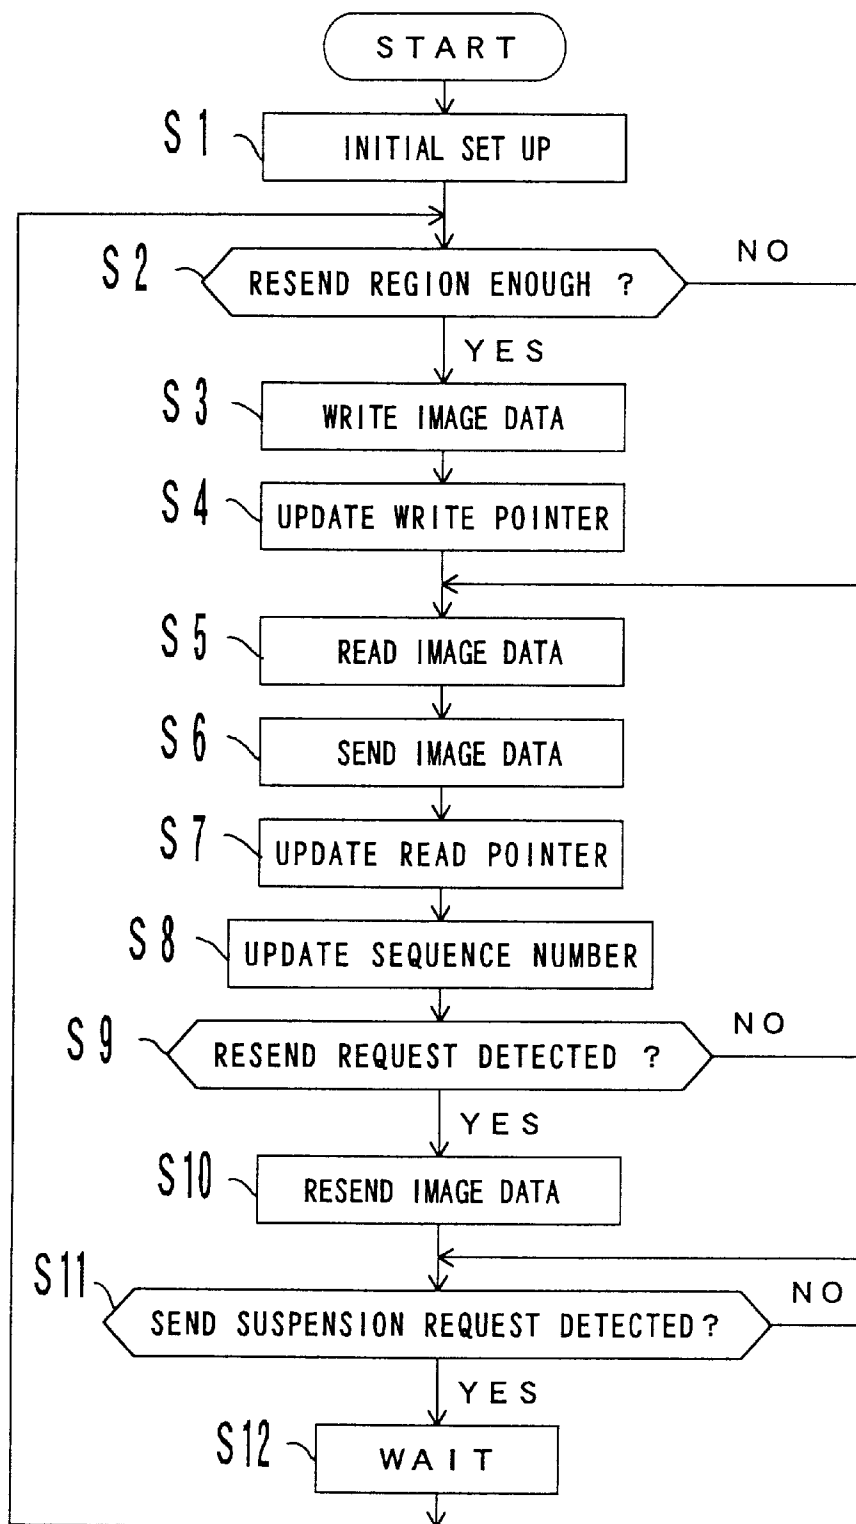 START
S1
INITIAL SET UP
S2
RESEND REGION ENOUGH ?
NO
YES
S3
WRITE IMAGE DATA
S4
UPDATE WRITE POINTER
S5
READ IMAGE DATA
S6
SEND IMAGE DATA
S7
UPDATE READ POINTER
S8
UPDATE SEQUENCE NUMBER
S9
RESEND REQUEST DETECTED ?
NO
YES
S10
RESEND IMAGE DATA
S11
SEND SUSPENSION REQUEST DETECTED?
NO
YES
S12
WAIT